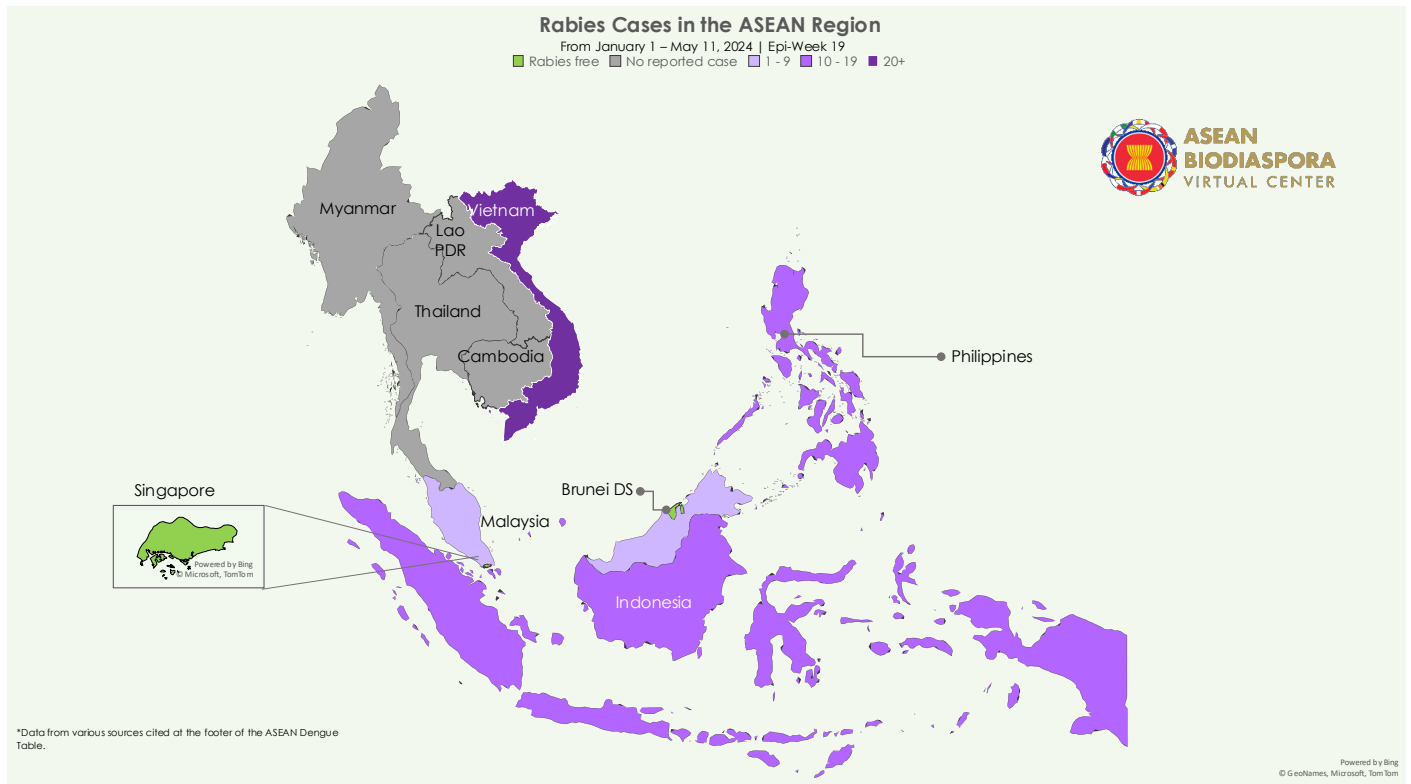 Rabies Cases in the ASEAN Region
From January 1 – May 11, 2024 | Epi-Week 19
Rabies free No reported case 1 - 9 10 - 19 20+
ASEAN
BIODIASPORA
VIRTUAL CENTER
Myanmar
Vietnam
Lao
PDR
Thailand
Cambodia
Philippines
Singapore
Brunei DS
Malaysia
Powered by Bing
© Microsoft, TomTom
Indonesia
*Data from various sources cited at the footer of the ASEAN Dengue
Table.
Powered by Bing
© GeoNames, Microsoft, TomTom